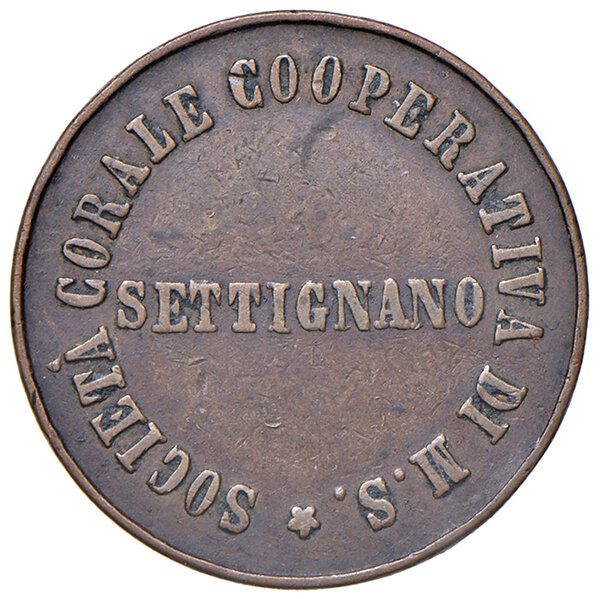 SOCIETÀ CORALE COOPERATIVA DI M.S.
SETTIGNANO